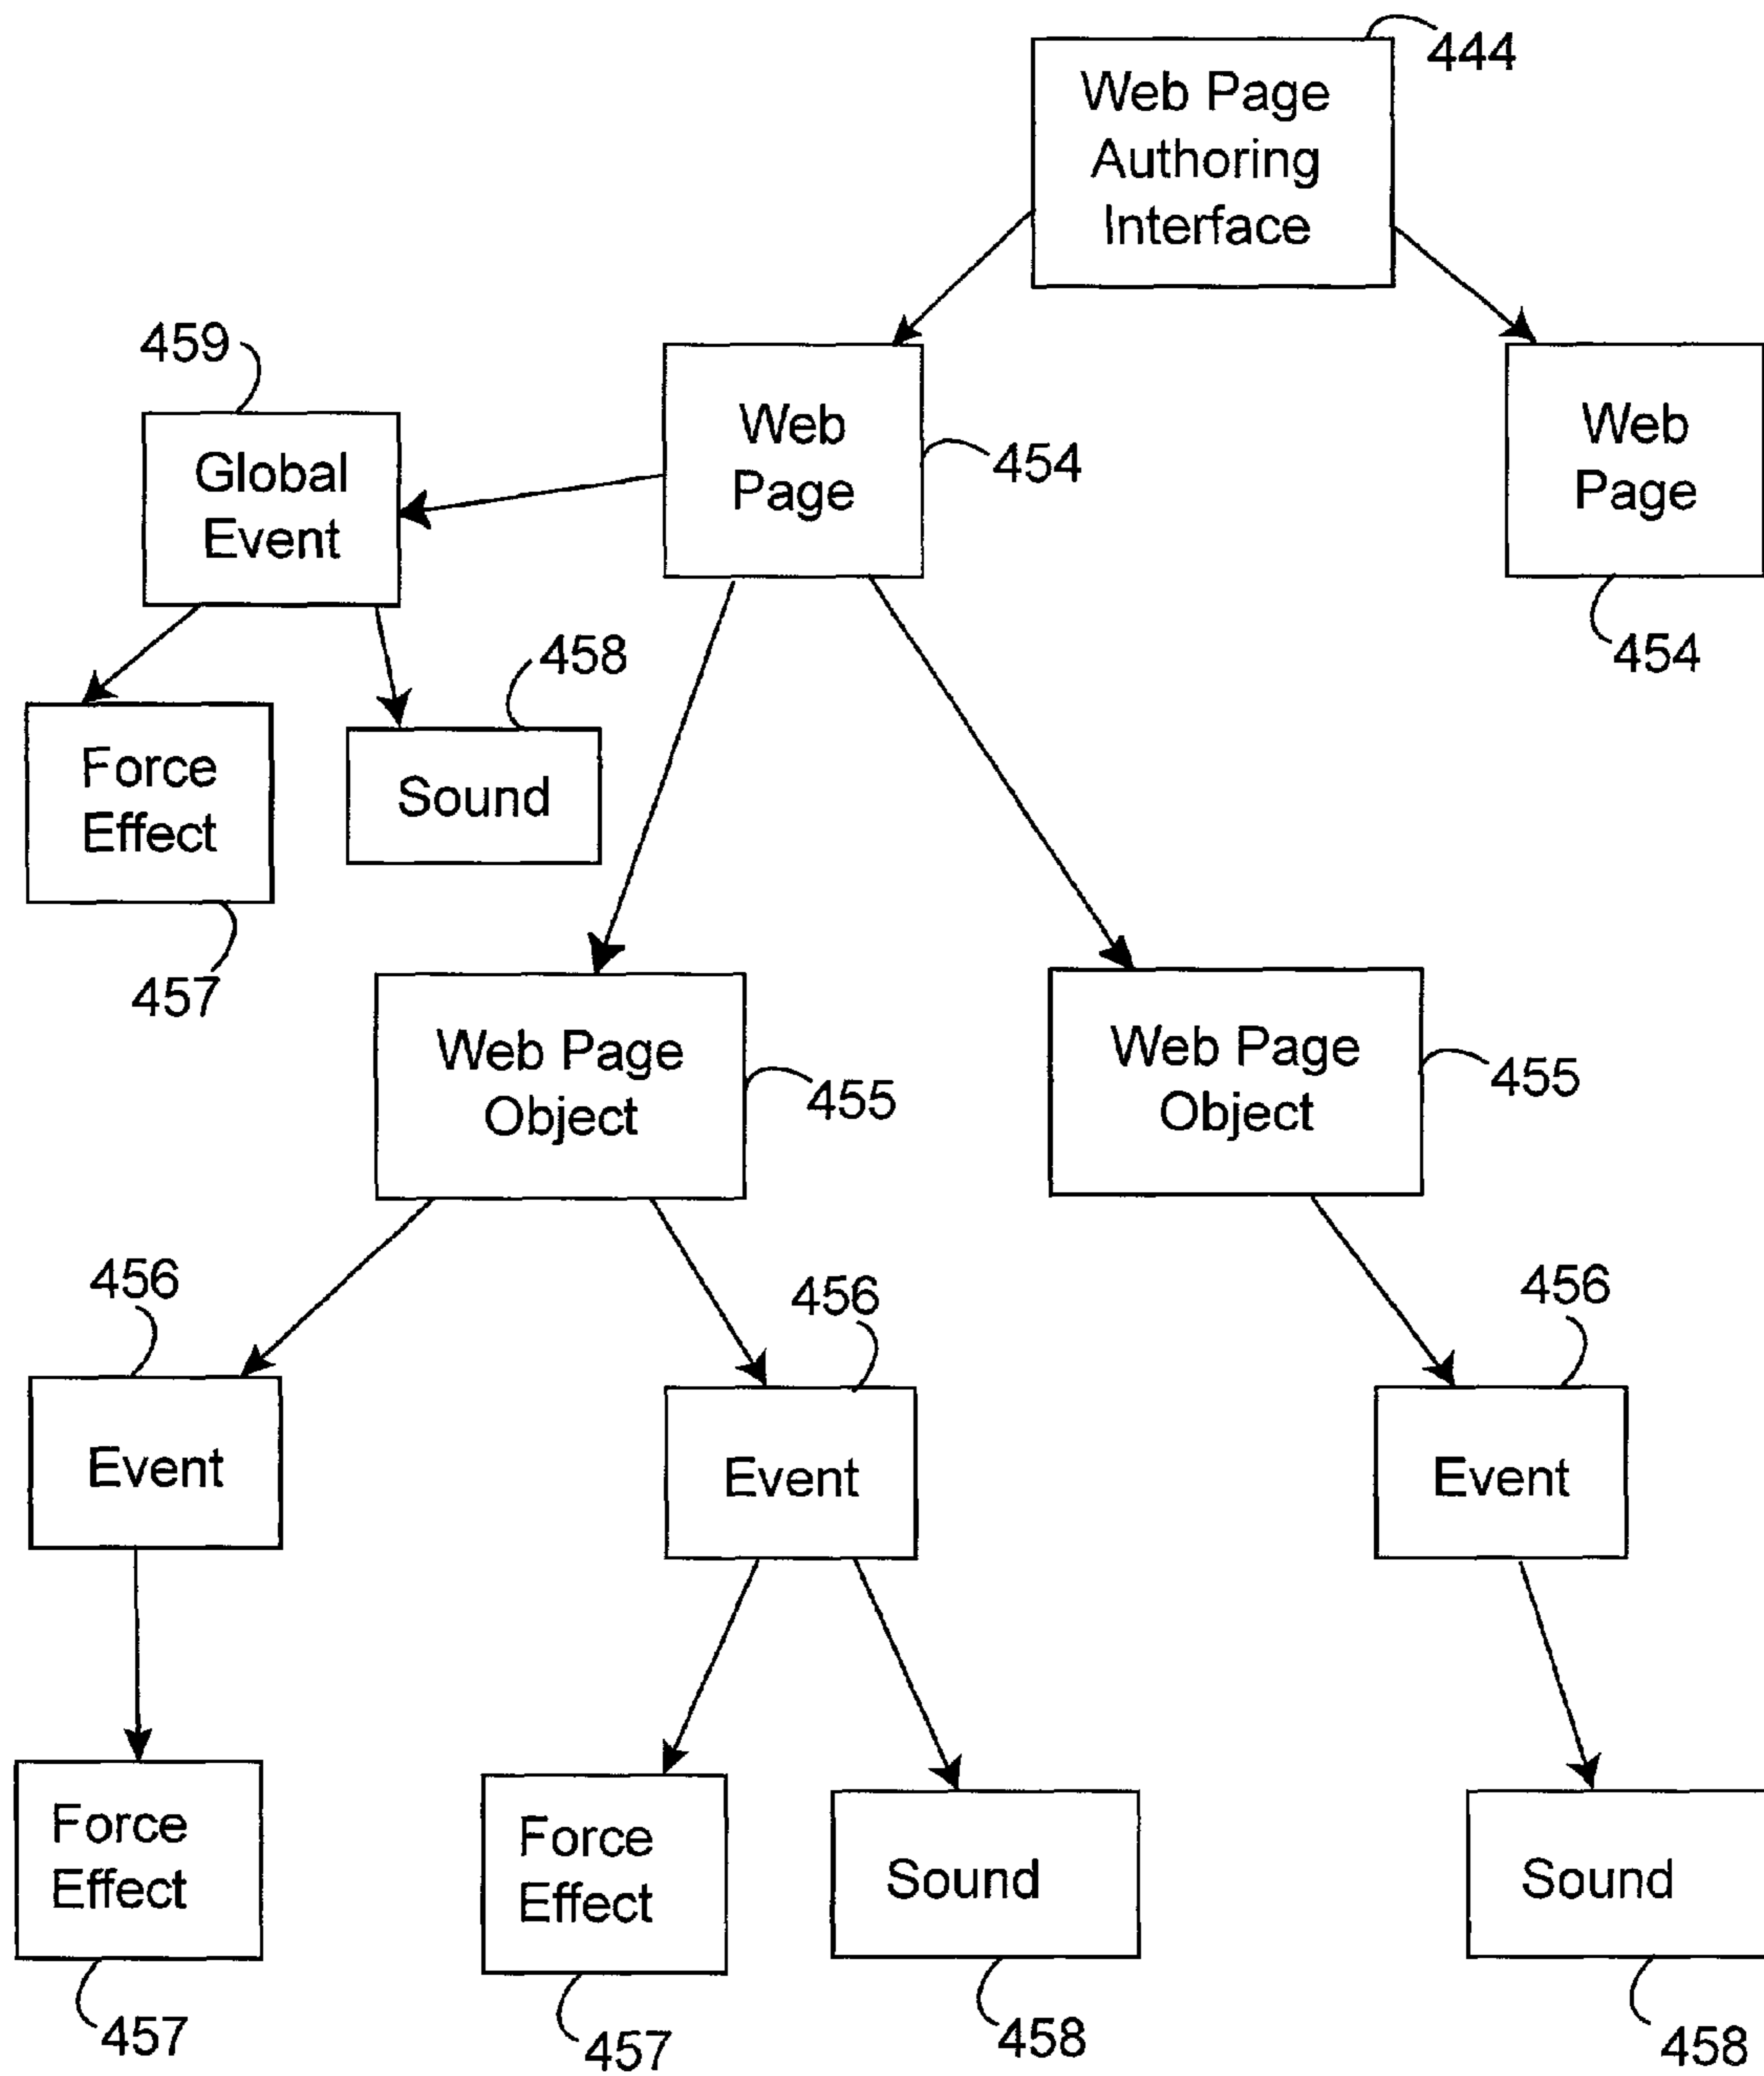 444
Web Page
Authoring
Interface
459
Global
Event
Web
Page
454
Web
Page
454
458
Force
Effect
Sound
457
Web Page
Object
455
Web Page
Object
455
456
456
456
Event
Event
Event
Force
Effect
Force
Effect
Sound
Sound
457
457
458
458